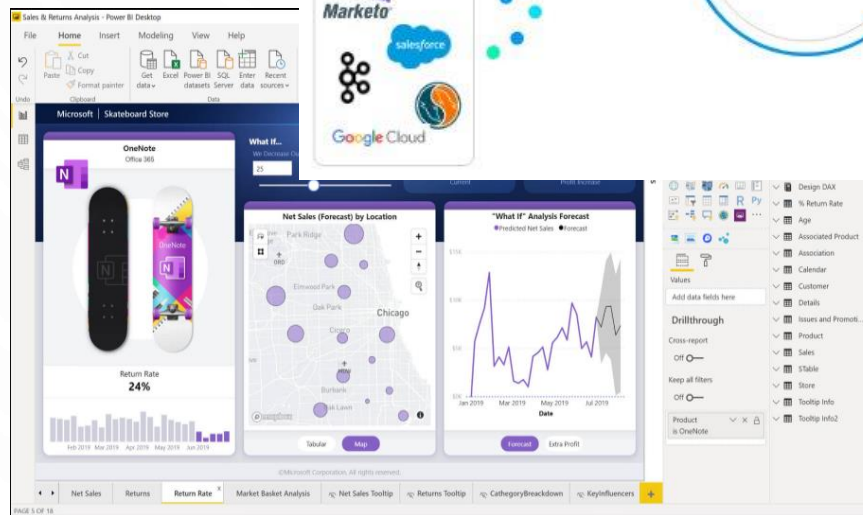 Sales & Returns Analysis - Power BI Desktop
File Home Insert Modeling View Help
Cut
Copy
Format painter
Paste
Get data
Excel
Power BI datasets
SQL Server
Enter data
Recent sources
Undo
Clipboard
Data
Marketo
salesforce
Google Cloud
Microsoft | Skateboard Store
OneNote
Office 365
N
OneNote
Return Rate
24%
Feb 2019 Mar 2019 Apr 2019 May 2019 Jun 2019
What If...
25
Current
Profit Increase
Net Sales (Forecast) by Location
Park Ridge
ORD
Elmwood Park
Oak Park
Chicago
Cicero
Burbank
Oak Lawn
mapbox
Tabular
Map
"What If" Analysis Forecast
Predicted Net Sales Forecast
Jan 2019 Mar 2019 May 2019 Jul 2019
Date
Forecast
Extra Profit
©Microsoft Corporation. All rights reserved.
R Py
Values
Add data fields here
Drillthrough
Cross-report
Off
Keep all filters
Off
Product
is OneNote
Design DAX
% Return Rate
Age
Associated Product
Association
Calendar
Customer
Details
Issues and Promoti...
Product
Sales
STable
Store
Tooltip Info
Tooltip Info2
Net Sales
Returns
Return Rate
Market Basket Analysis
Net Sales Tooltip
Returns Tooltip
CathegoryBreackdown
KeyInfluencers
PAGE 3 OF 18